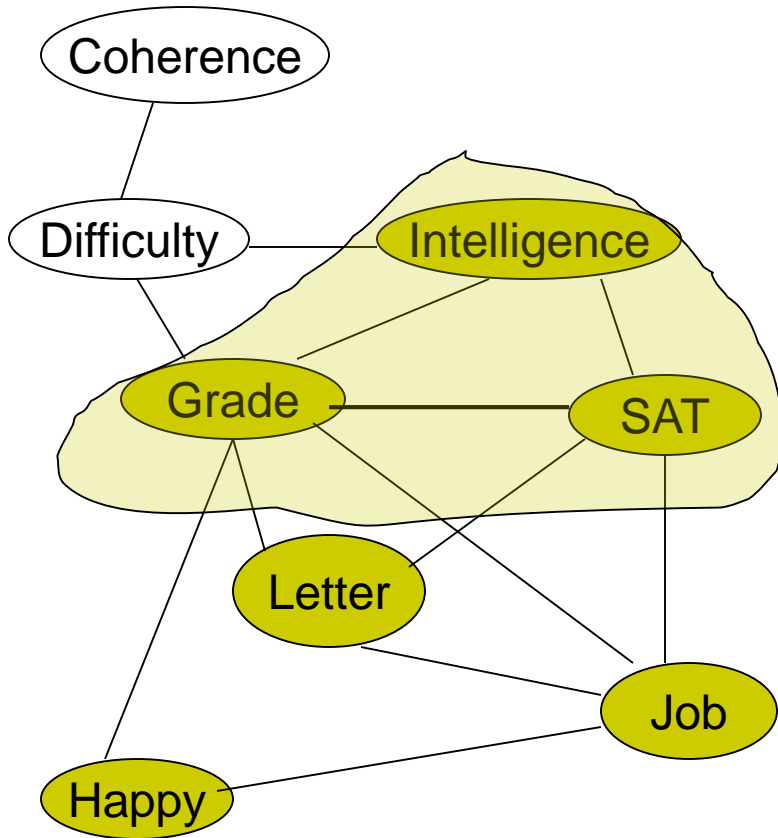 Coherence
Difficulty
Intelligence
Grade
SAT
Letter
Job
Happy